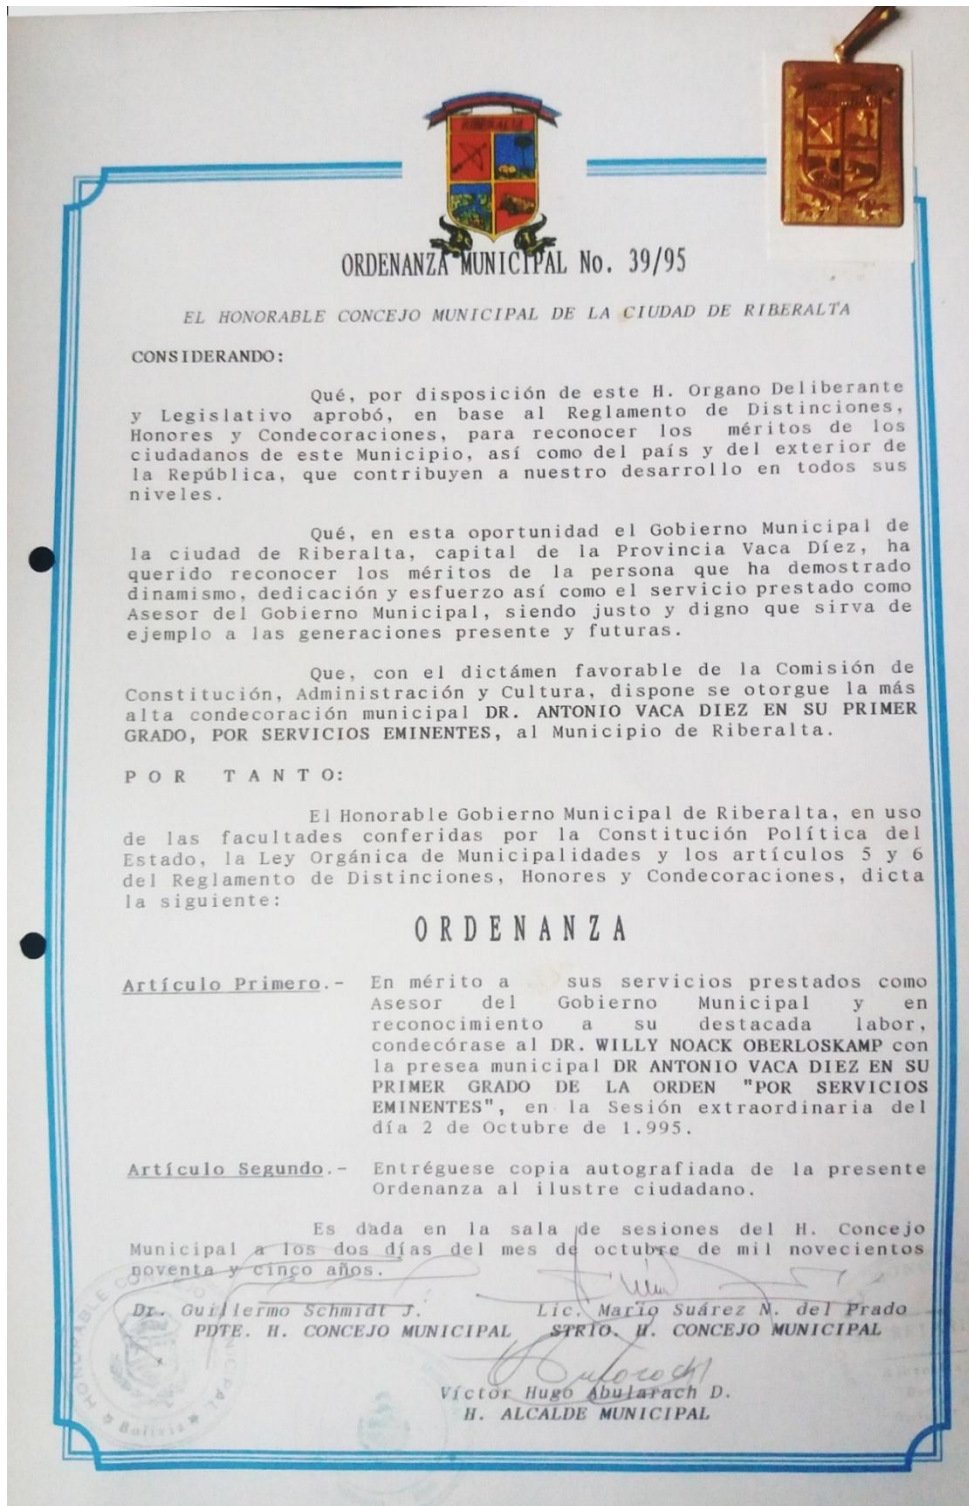 RIBERALTA
ORDENANZA MUNICIPAL No. 39/95
EL HONORABLE CONCEJO MUNICIPAL DE LA CIUDAD DE RIBERALTA
CONSIDERANDO:
Qué, por disposición de este H. Organo Deliberante
y Legislativo aprobó, en base al Reglamento de Distinciones,
Honores y Condecoraciones, para reconocer los méritos de los
ciudadanos de este Municipio, así como del país y del exterior de
la República, que contribuyen a nuestro desarrollo en todos sus
niveles.
Qué, en esta oportunidad el Gobierno Municipal de
la ciudad de Riberalta, capital de la Provincia Vaca Díez, ha
querido reconocer los méritos de la persona que ha demostrado
dinamismo, dedicación y esfuerzo así como el servicio prestado como
Asesor del Gobierno Municipal, siendo justo y digno que sirva de
ejemplo a las generaciones presente y futuras.
Que, con el dictámen favorable de la Comisión de
Constitución, Administración y Cultura, dispone se otorgue la más
alta condecoración municipal DR. ANTONIO VACA DIEZ EN SU PRIMER
GRADO, POR SERVICIOS EMINENTES, al Municipio de Riberalta.
P O R   T A N T O:
El Honorable Gobierno Municipal de Riberalta, en uso
de las facultades conferidas por la Constitución Política del
Estado, la Ley Orgánica de Municipalidades y los artículos 5 y 6
del Reglamento de Distinciones, Honores y Condecoraciones, dicta
la siguiente:
O R D E N A N Z A
Artículo Primero.- En mérito a sus servicios prestados como
Asesor del Gobierno Municipal y en
reconocimiento a su destacada labor,
condecórase al DR. WILLY NOACK OBERLOSKAMP con
la presea municipal DR ANTONIO VACA DIEZ EN SU
PRIMER GRADO DE LA ORDEN "POR SERVICIOS
EMINENTES", en la Sesión extraordinaria del
día 2 de Octubre de 1.995.
Artículo Segundo.- Entréguese copia autografiada de la presente
Ordenanza al ilustre ciudadano.
Es dada en la sala de sesiones del H. Concejo
Municipal a los dos días del mes de octubre de mil novecientos
noventa y cinco años.
Dr. Guillermo Schmidt J. Lic. Mario Suárez N. del Prado
PDTE. H. CONCEJO MUNICIPAL STRIO. H. CONCEJO MUNICIPAL
Víctor Hugo Abularach D.
H. ALCALDE MUNICIPAL
HONORABLE CONCEJO MUNICIPAL
Bolivia